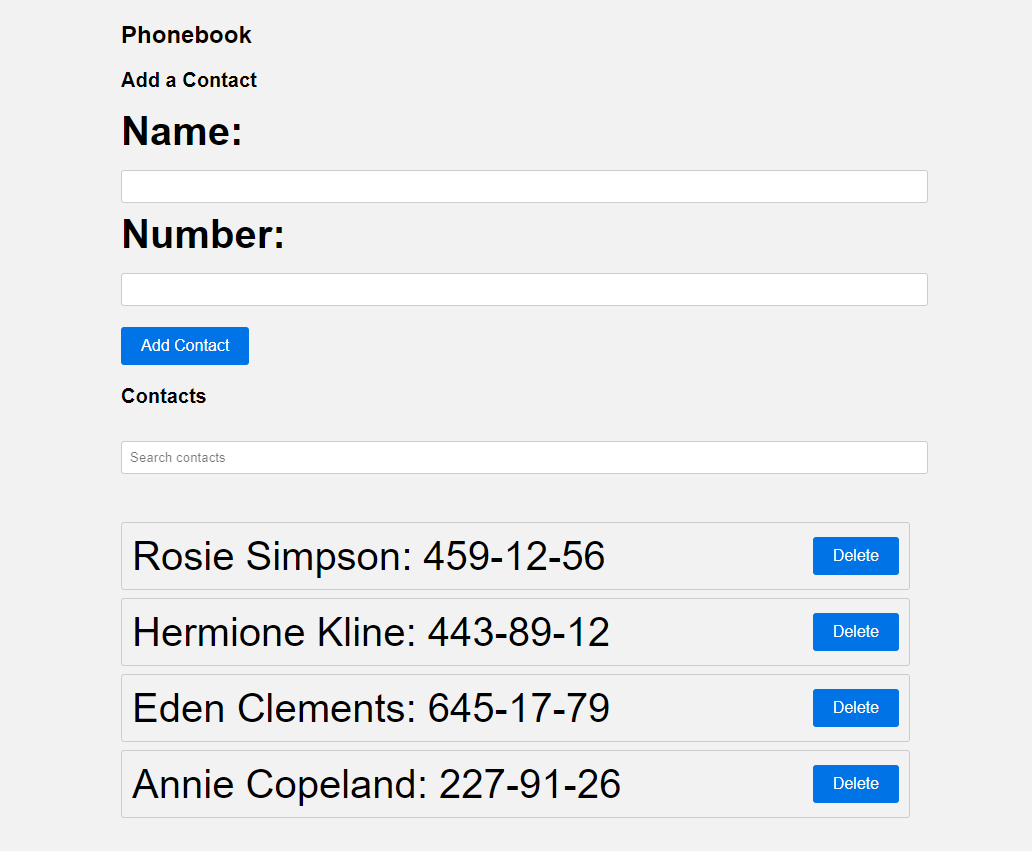 Phonebook
Add a Contact
Name:
Number:
Add Contact
Contacts
Search contacts
Rosie Simpson: 459-12-56 Delete
Hermione Kline: 443-89-12 Delete
Eden Clements: 645-17-79 Delete
Annie Copeland: 227-91-26 Delete